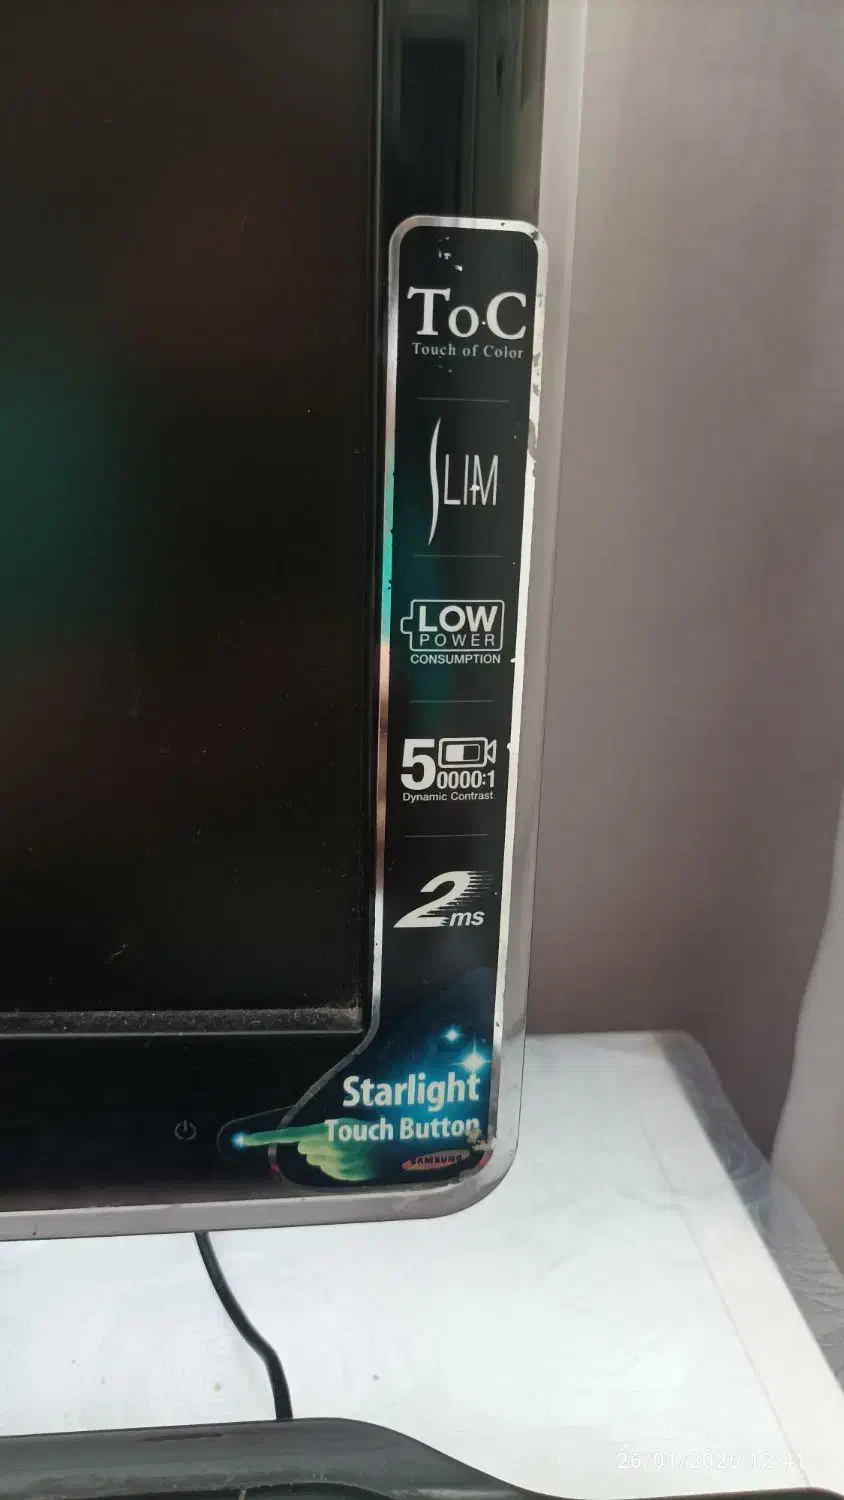 ToC
Touch of Color
SLIM
LOW
POWER
CONSUMPTION
50000:1
Dynamic Contrast
2ms
Starlight
Touch Button
SAMSUNG
26/01/2026 12:41